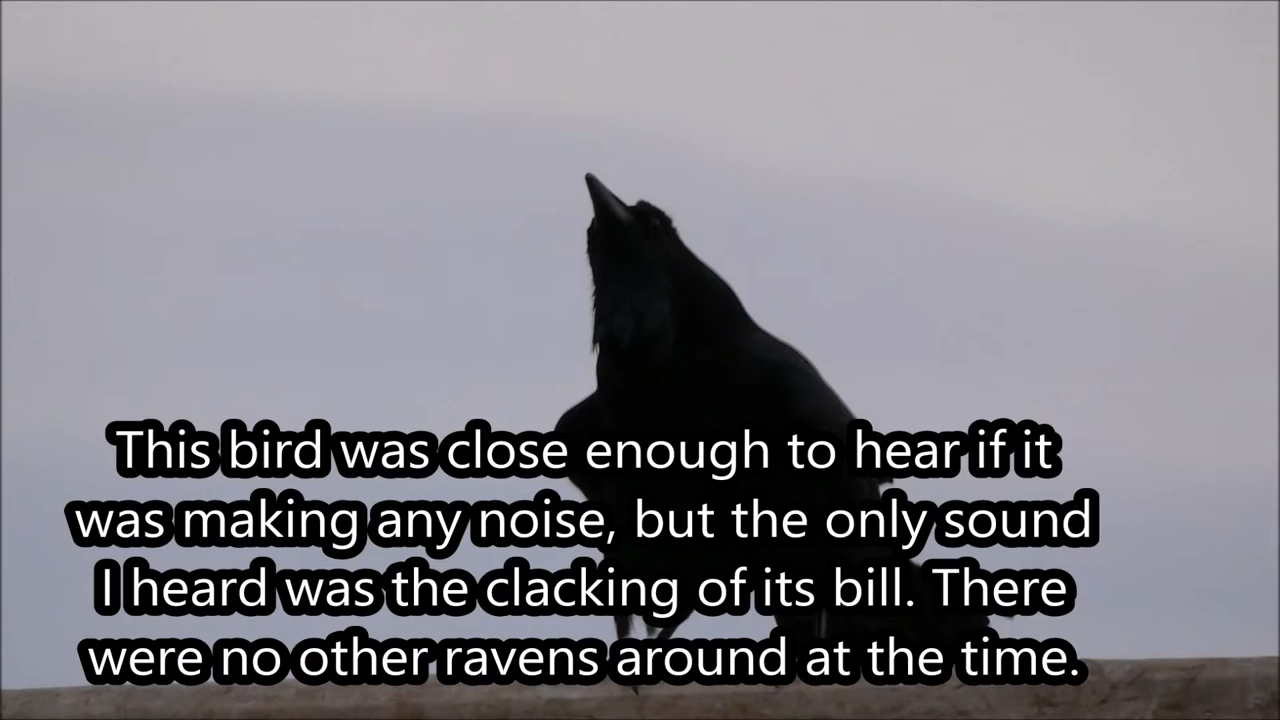 This bird was close enough to hear if it
was making any noise, but the only sound
I heard was the clacking of its bill. There
were no other ravens around at the time.